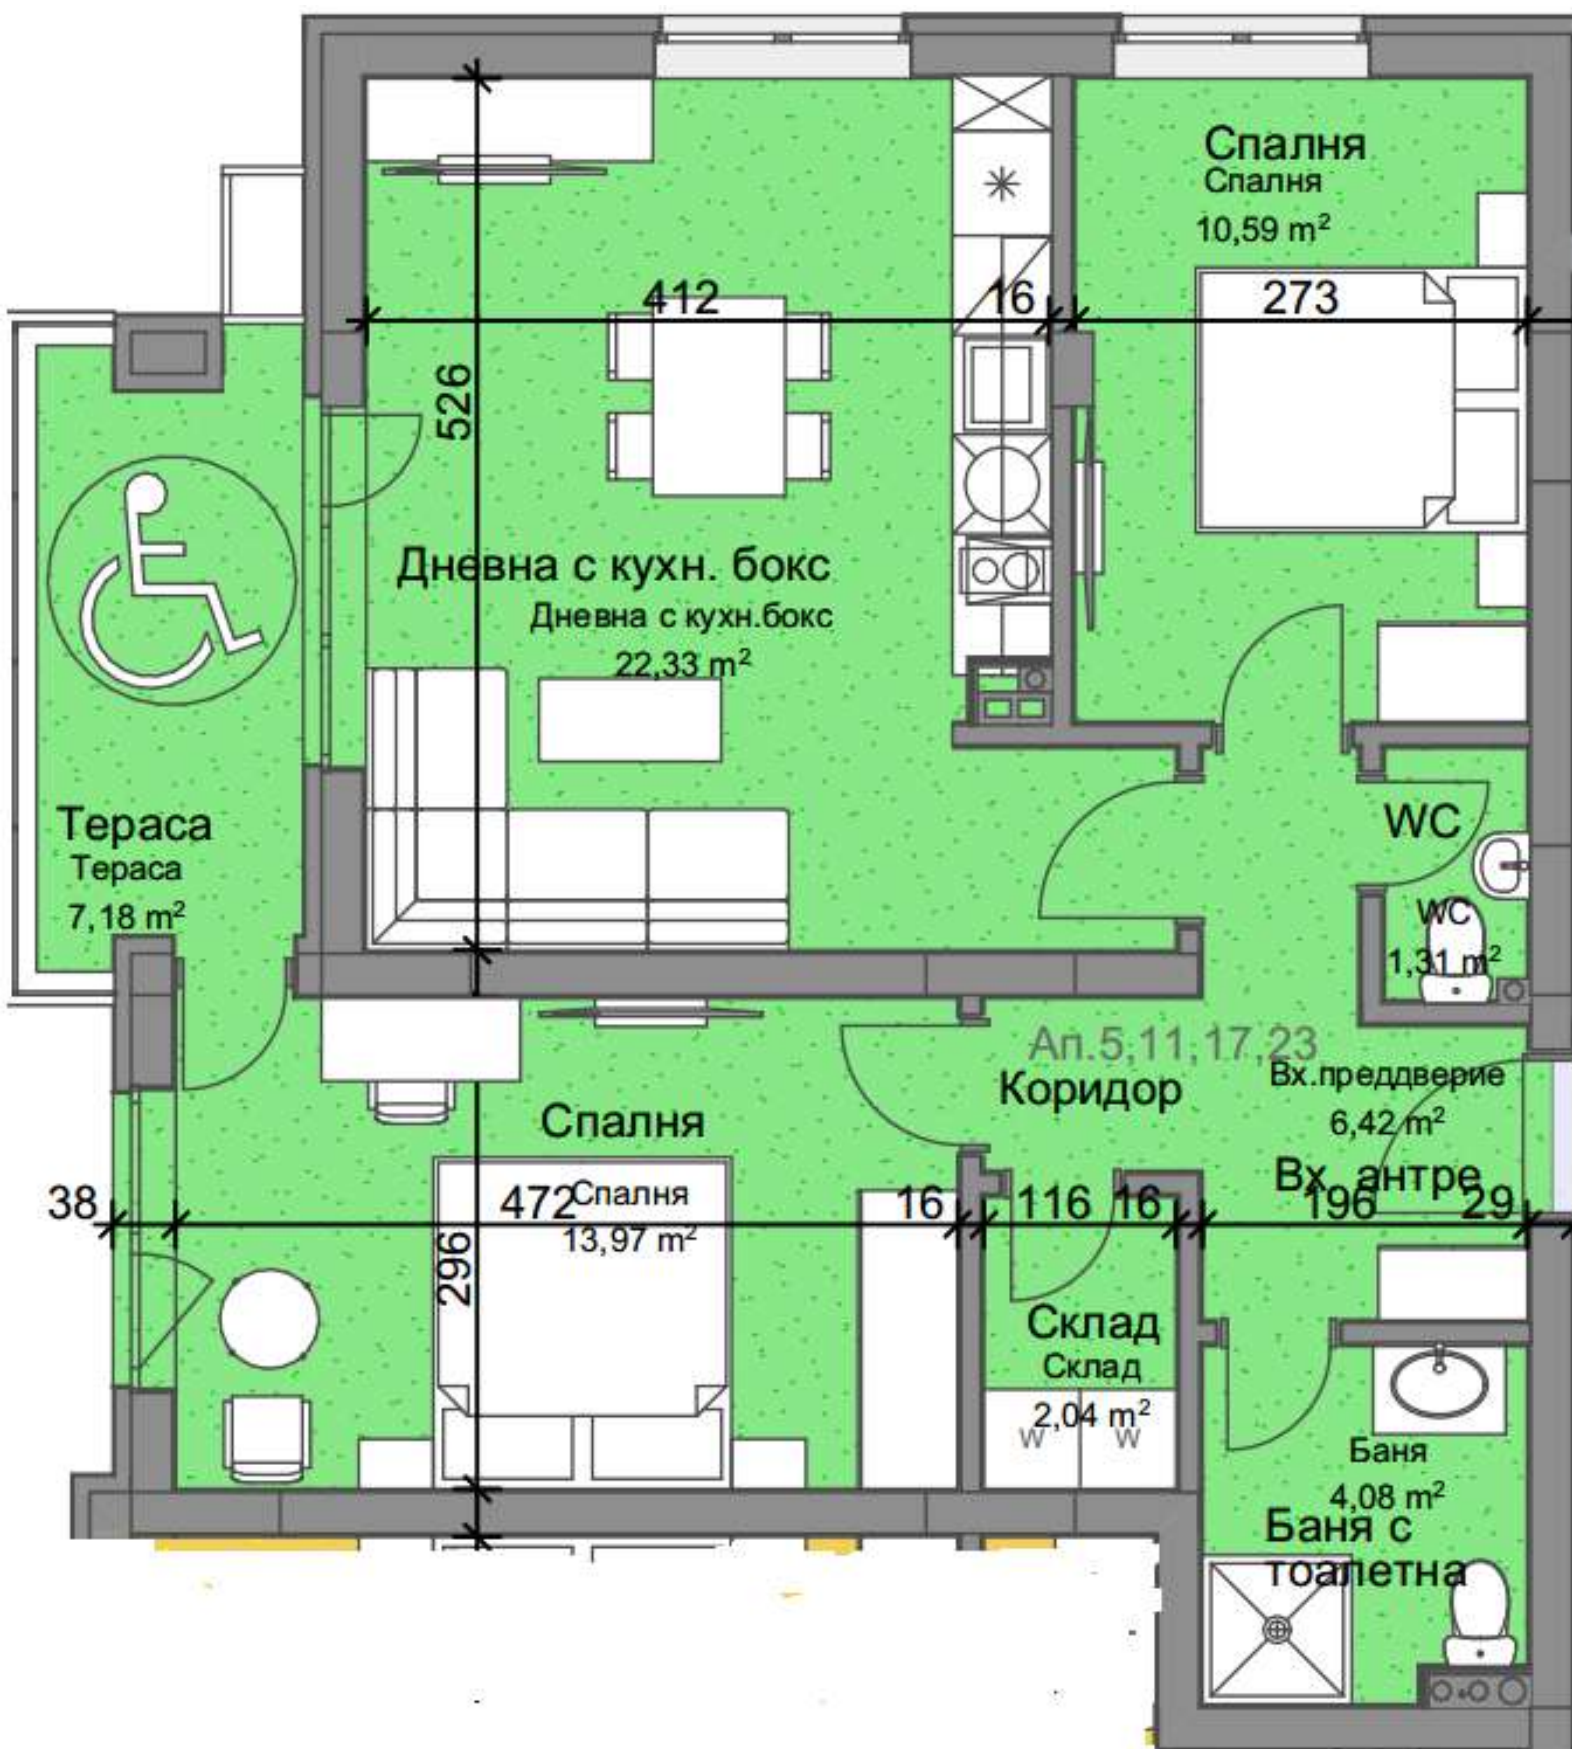 Спалня
Спалня
10,59 m²
412
16
273
526
Дневна с кухн. бокс
Дневна с кухн.бокс
22,33 m²
Тераса
Тераса
7,18 m²
WC
WC
1,31 m²
Ап.5,11,17,23
Коридор
Вх.преддверие
6,42 m²
Вх. антре
Спалня
Спалня
13,97 m²
38
472
16
116
16
196
29
296
Склад
Склад
2,04 m²
W
W
Баня
4,08 m²
Баня с
тоалетна